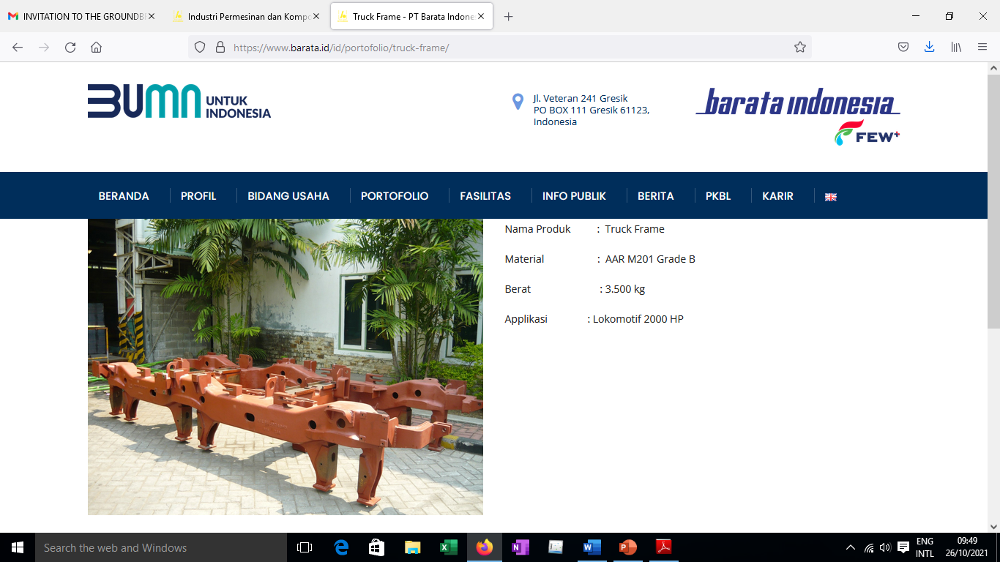 INVITATION TO THE GROUNDB
Industri Permesinan dan Kompo
Truck Frame - PT Barata Indone
https://www.barata.id/id/portofolio/truck-frame/
BUMN UNTUK
INDONESIA
Jl. Veteran 241 Gresik
PO BOX 111 Gresik 61123,
Indonesia
barata indonesia
FEW+
BERANDA PROFIL BIDANG USAHA PORTOFOLIO FASILITAS INFO PUBLIK BERITA PKBL KARIR
Nama Produk : Truck Frame
Material : AAR M201 Grade B
Berat : 3.500 kg
Applikasi : Lokomotif 2000 HP
Search the web and Windows
ENG
INTL
09:49
26/10/2021